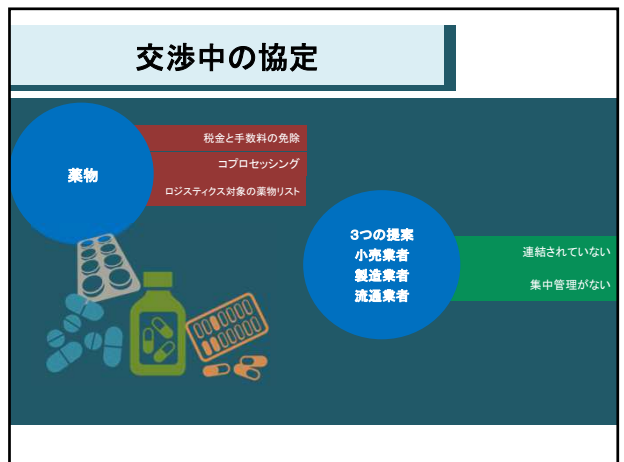 交渉中の協定
薬物
税金と手数料の免除
コプロセッシング
ロジスティクス対象の薬物リスト
3つの提案
小売業者
製造業者
流通業者
連結されていない
集中管理がない